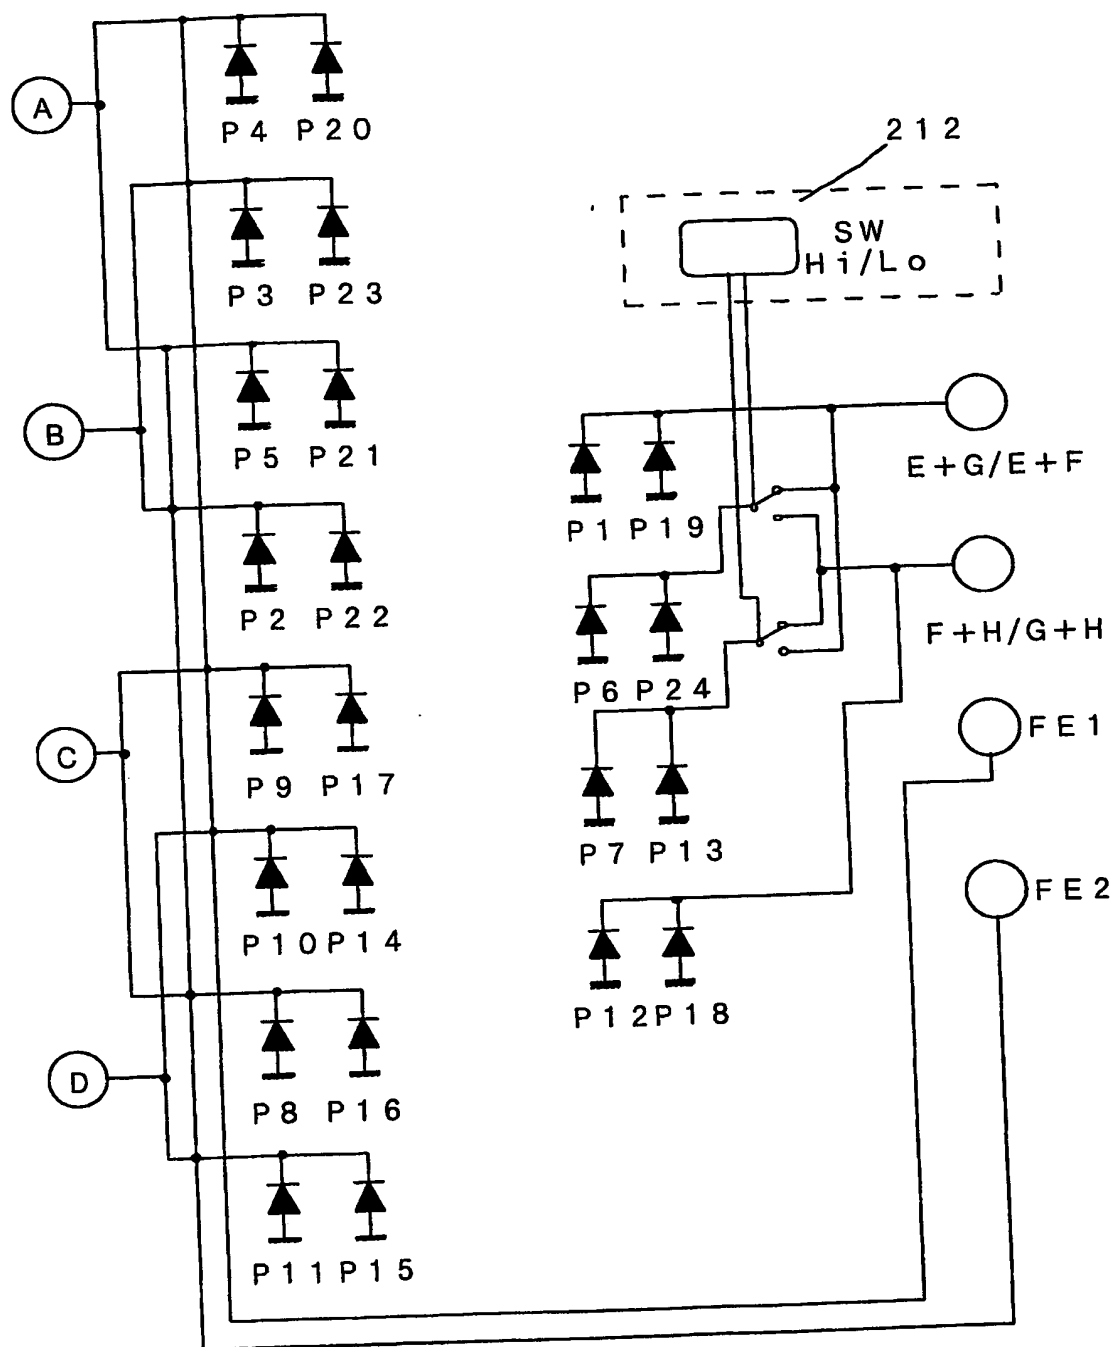 A
P4 P20
212
SW
Hi/Lo
P3 P23
B
P5 P21
E+G/E+F
P1 P19
P2 P22
F+H/G+H
P6 P24
C
FE1
P9 P17
P7 P13
FE2
P10 P14
P12 P18
D
P8 P16
P11 P15